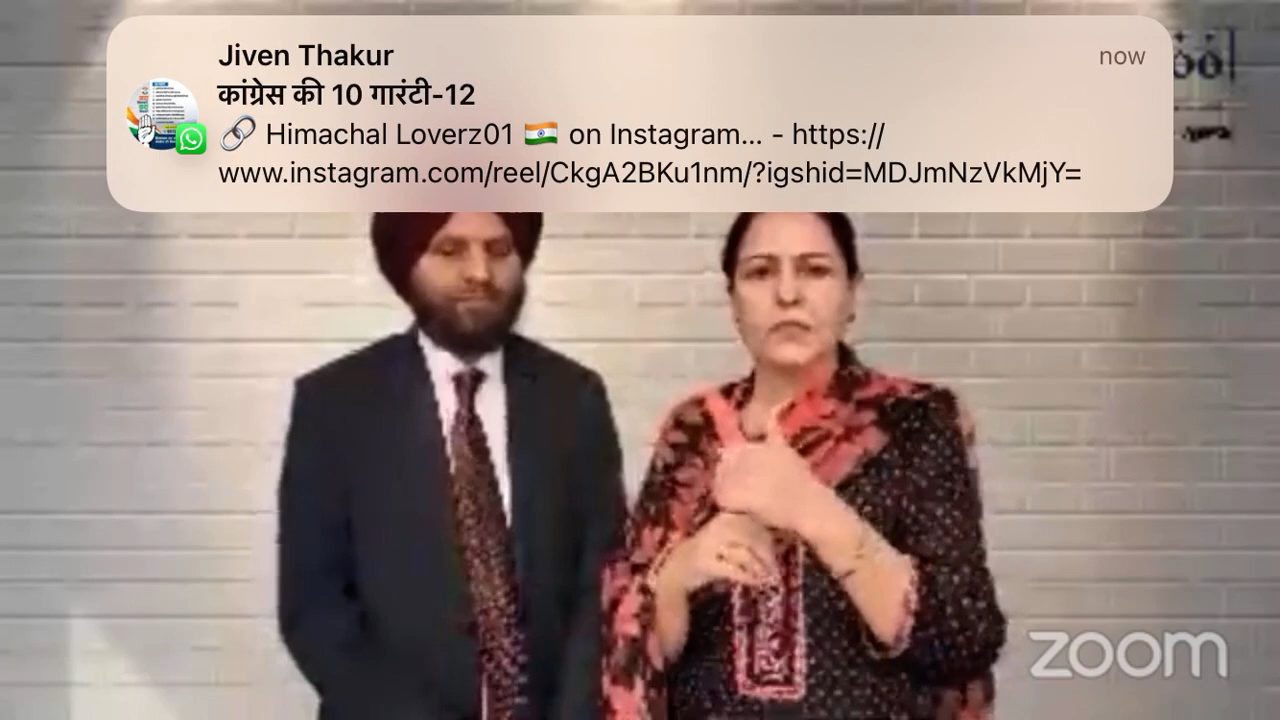 Jiven Thakur
now
कांग्रेस की 10 गारंटी-12
🔗 Himachal Loverz01 🇮🇳 on Instagram... - https://
www.instagram.com/reel/CkgA2BKu1nm/?igshid=MDJmNzVkMjY=
zoom